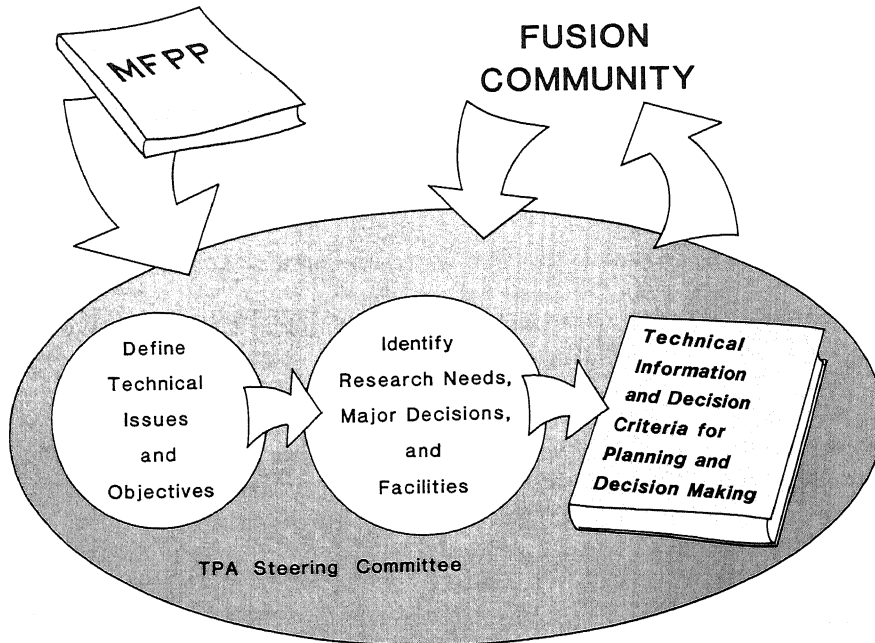 MFPP
FUSION
COMMUNITY
Define
Technical
Issues
and
Objectives
Identify
Research Needs,
Major Decisions,
and
Facilities
Technical
Information
and Decision
Criteria for
Planning and
Decision Making
TPA Steering Committee